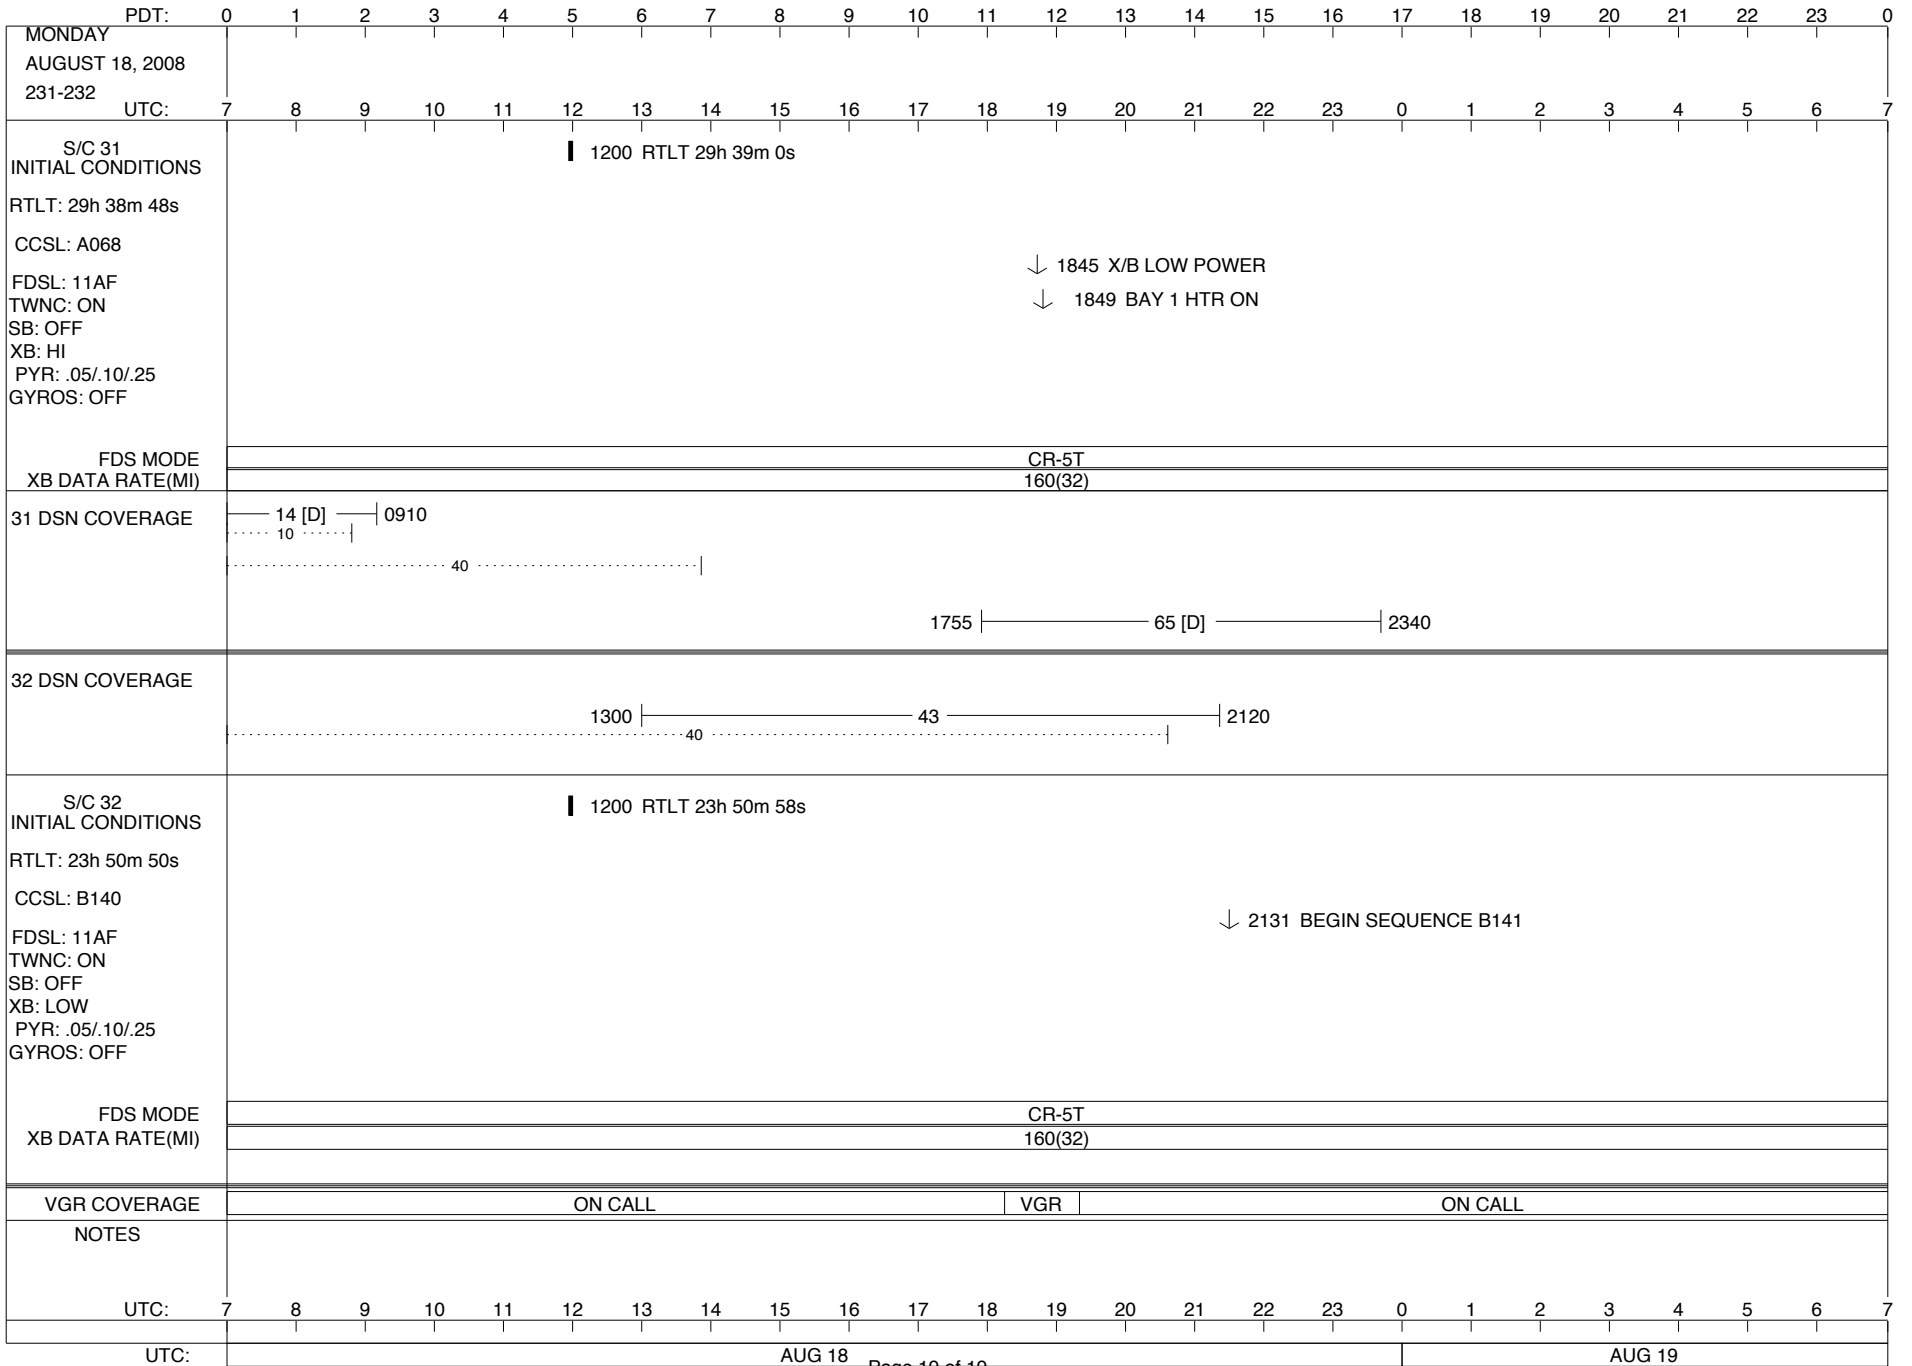 PDT: 0 1 2 3 4 5 6 7 8 9 10 11 12 13 14 15 16 17 18 19 20 21 22 23 0
MONDAY
AUGUST 18, 2008
231-232
UTC: 7 8 9 10 11 12 13 14 15 16 17 18 19 20 21 22 23 0 1 2 3 4 5 6 7
S/C 31
INITIAL CONDITIONS
1200 RTLT 29h 39m 0s
RTLT: 29h 38m 48s
CCSL: A068
1845 X/B LOW POWER
FDSL: 11AF
1849 BAY 1 HTR ON
TWNC: ON
SB: OFF
XB: HI
PYR: .05/.10/.25
GYROS: OFF
FDS MODE CR-5T
XB DATA RATE(MI) 160(32)
31 DSN COVERAGE 14 [D] 0910
10
40
1755 65 [D] 2340
32 DSN COVERAGE
1300 43 2120
40
S/C 32
INITIAL CONDITIONS
1200 RTLT 23h 50m 58s
RTLT: 23h 50m 50s
CCSL: B140
2131 BEGIN SEQUENCE B141
FDSL: 11AF
TWNC: ON
SB: OFF
XB: LOW
PYR: .05/.10/.25
GYROS: OFF
FDS MODE CR-5T
XB DATA RATE(MI) 160(32)
VGR COVERAGE ON CALL VGR ON CALL
NOTES
UTC: 7 8 9 10 11 12 13 14 15 16 17 18 19 20 21 22 23 0 1 2 3 4 5 6 7
UTC: AUG 18 AUG 19
Page 19 of 19